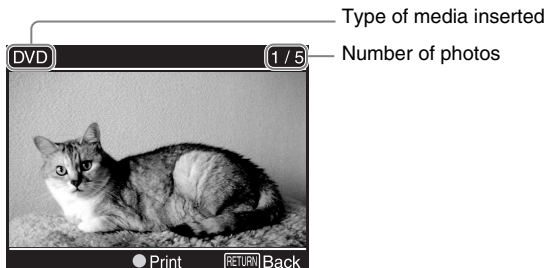 Type of media inserted
DVD
1 / 5
Number of photos
Print
RETURN Back